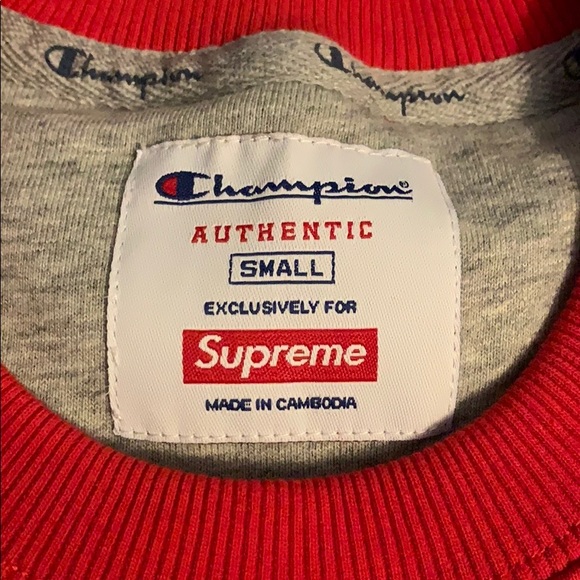 Champion Champion
Champion®
AUTHENTIC
SMALL
EXCLUSIVELY FOR
Supreme
MADE IN CAMBODIA